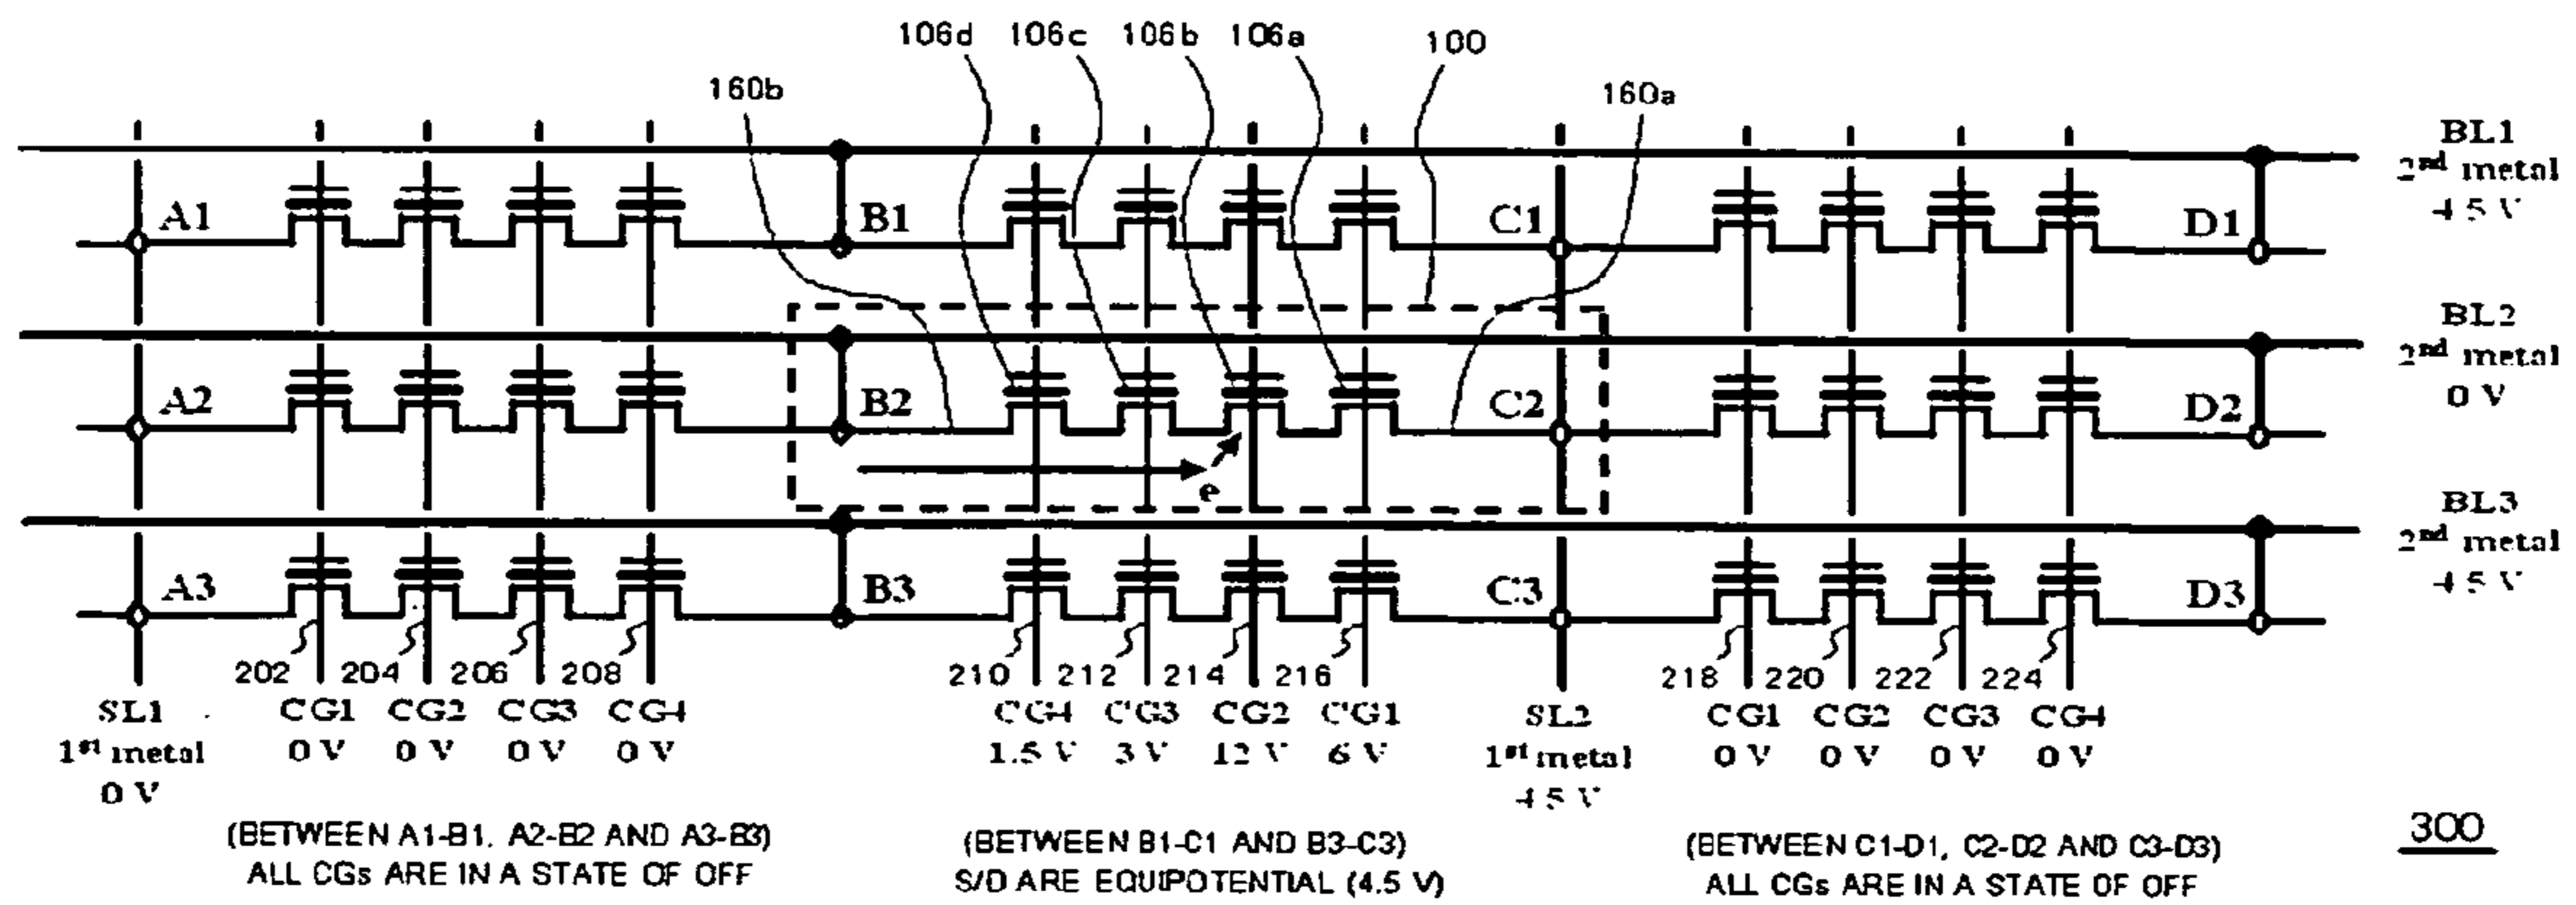 106d 106c 106b 106a 100
160b 160a
BL1
2nd metal
4.5 V
A1 B1 C1 D1
BL2
2nd metal
0 V
A2 B2 C2 D2
e
BL3
2nd metal
4.5 V
A3 B3 C3 D3
202 204 206 208 210 212 214 216 218 220 222 224
SL1 CG1 CG2 CG3 CG4 CG4 CG3 CG2 CG1 SL2 CG1 CG2 CG3 CG4
1st metal 0 V 0 V 0 V 0 V 1.5 V 3 V 12 V 6 V 1st metal 0 V 0 V 0 V 0 V
0 V 4.5 V
(BETWEEN A1-B1, A2-B2 AND A3-B3)
ALL CGs ARE IN A STATE OF OFF
(BETWEEN B1-C1 AND B3-C3)
S/D ARE EQUIPOTENTIAL (4.5 V)
(BETWEEN C1-D1, C2-D2 AND C3-D3)
ALL CGs ARE IN A STATE OF OFF
300